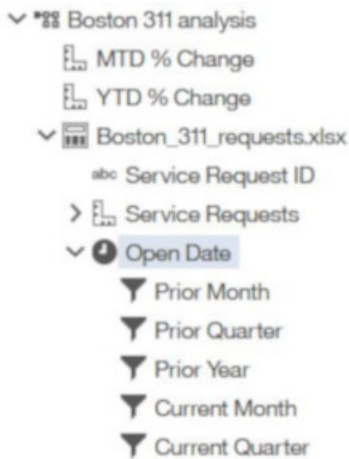 Boston 311 analysis
MTD % Change
YTD % Change
Boston_311_requests.xlsx
abc Service Request ID
Service Requests
Open Date
Prior Month
Prior Quarter
Prior Year
Current Month
Current Quarter